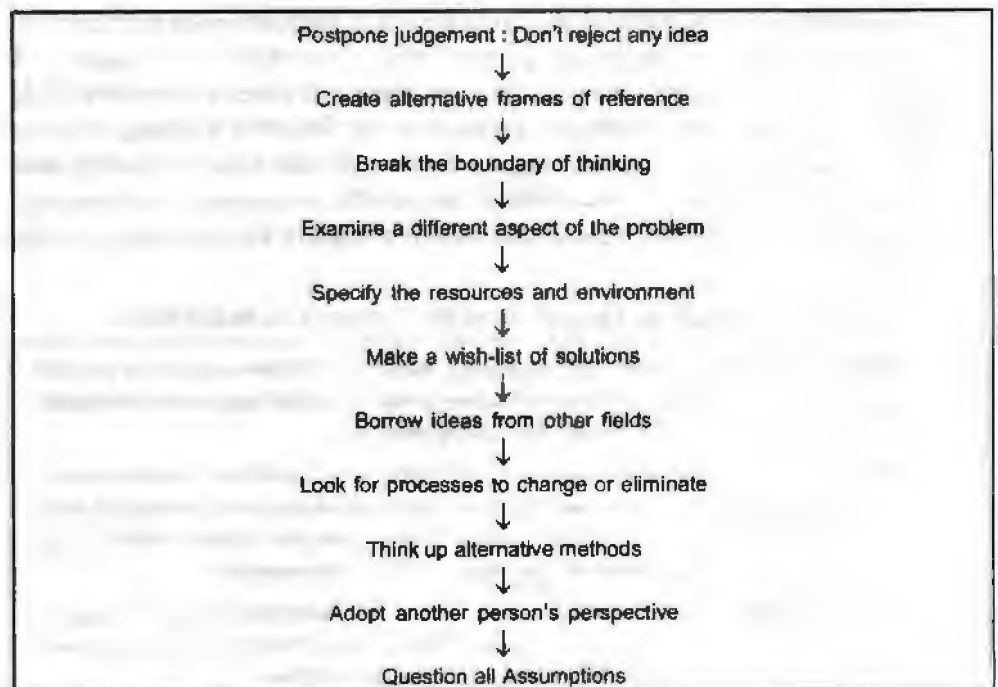 Postpone judgement : Don't reject any idea
↓
Create alternative frames of reference
↓
Break the boundary of thinking
↓
Examine a different aspect of the problem
↓
Specify the resources and environment
↓
Make a wish-list of solutions
↓
Borrow ideas from other fields
↓
Look for processes to change or eliminate
↓
Think up alternative methods
↓
Adopt another person's perspective
↓
Question all Assumptions